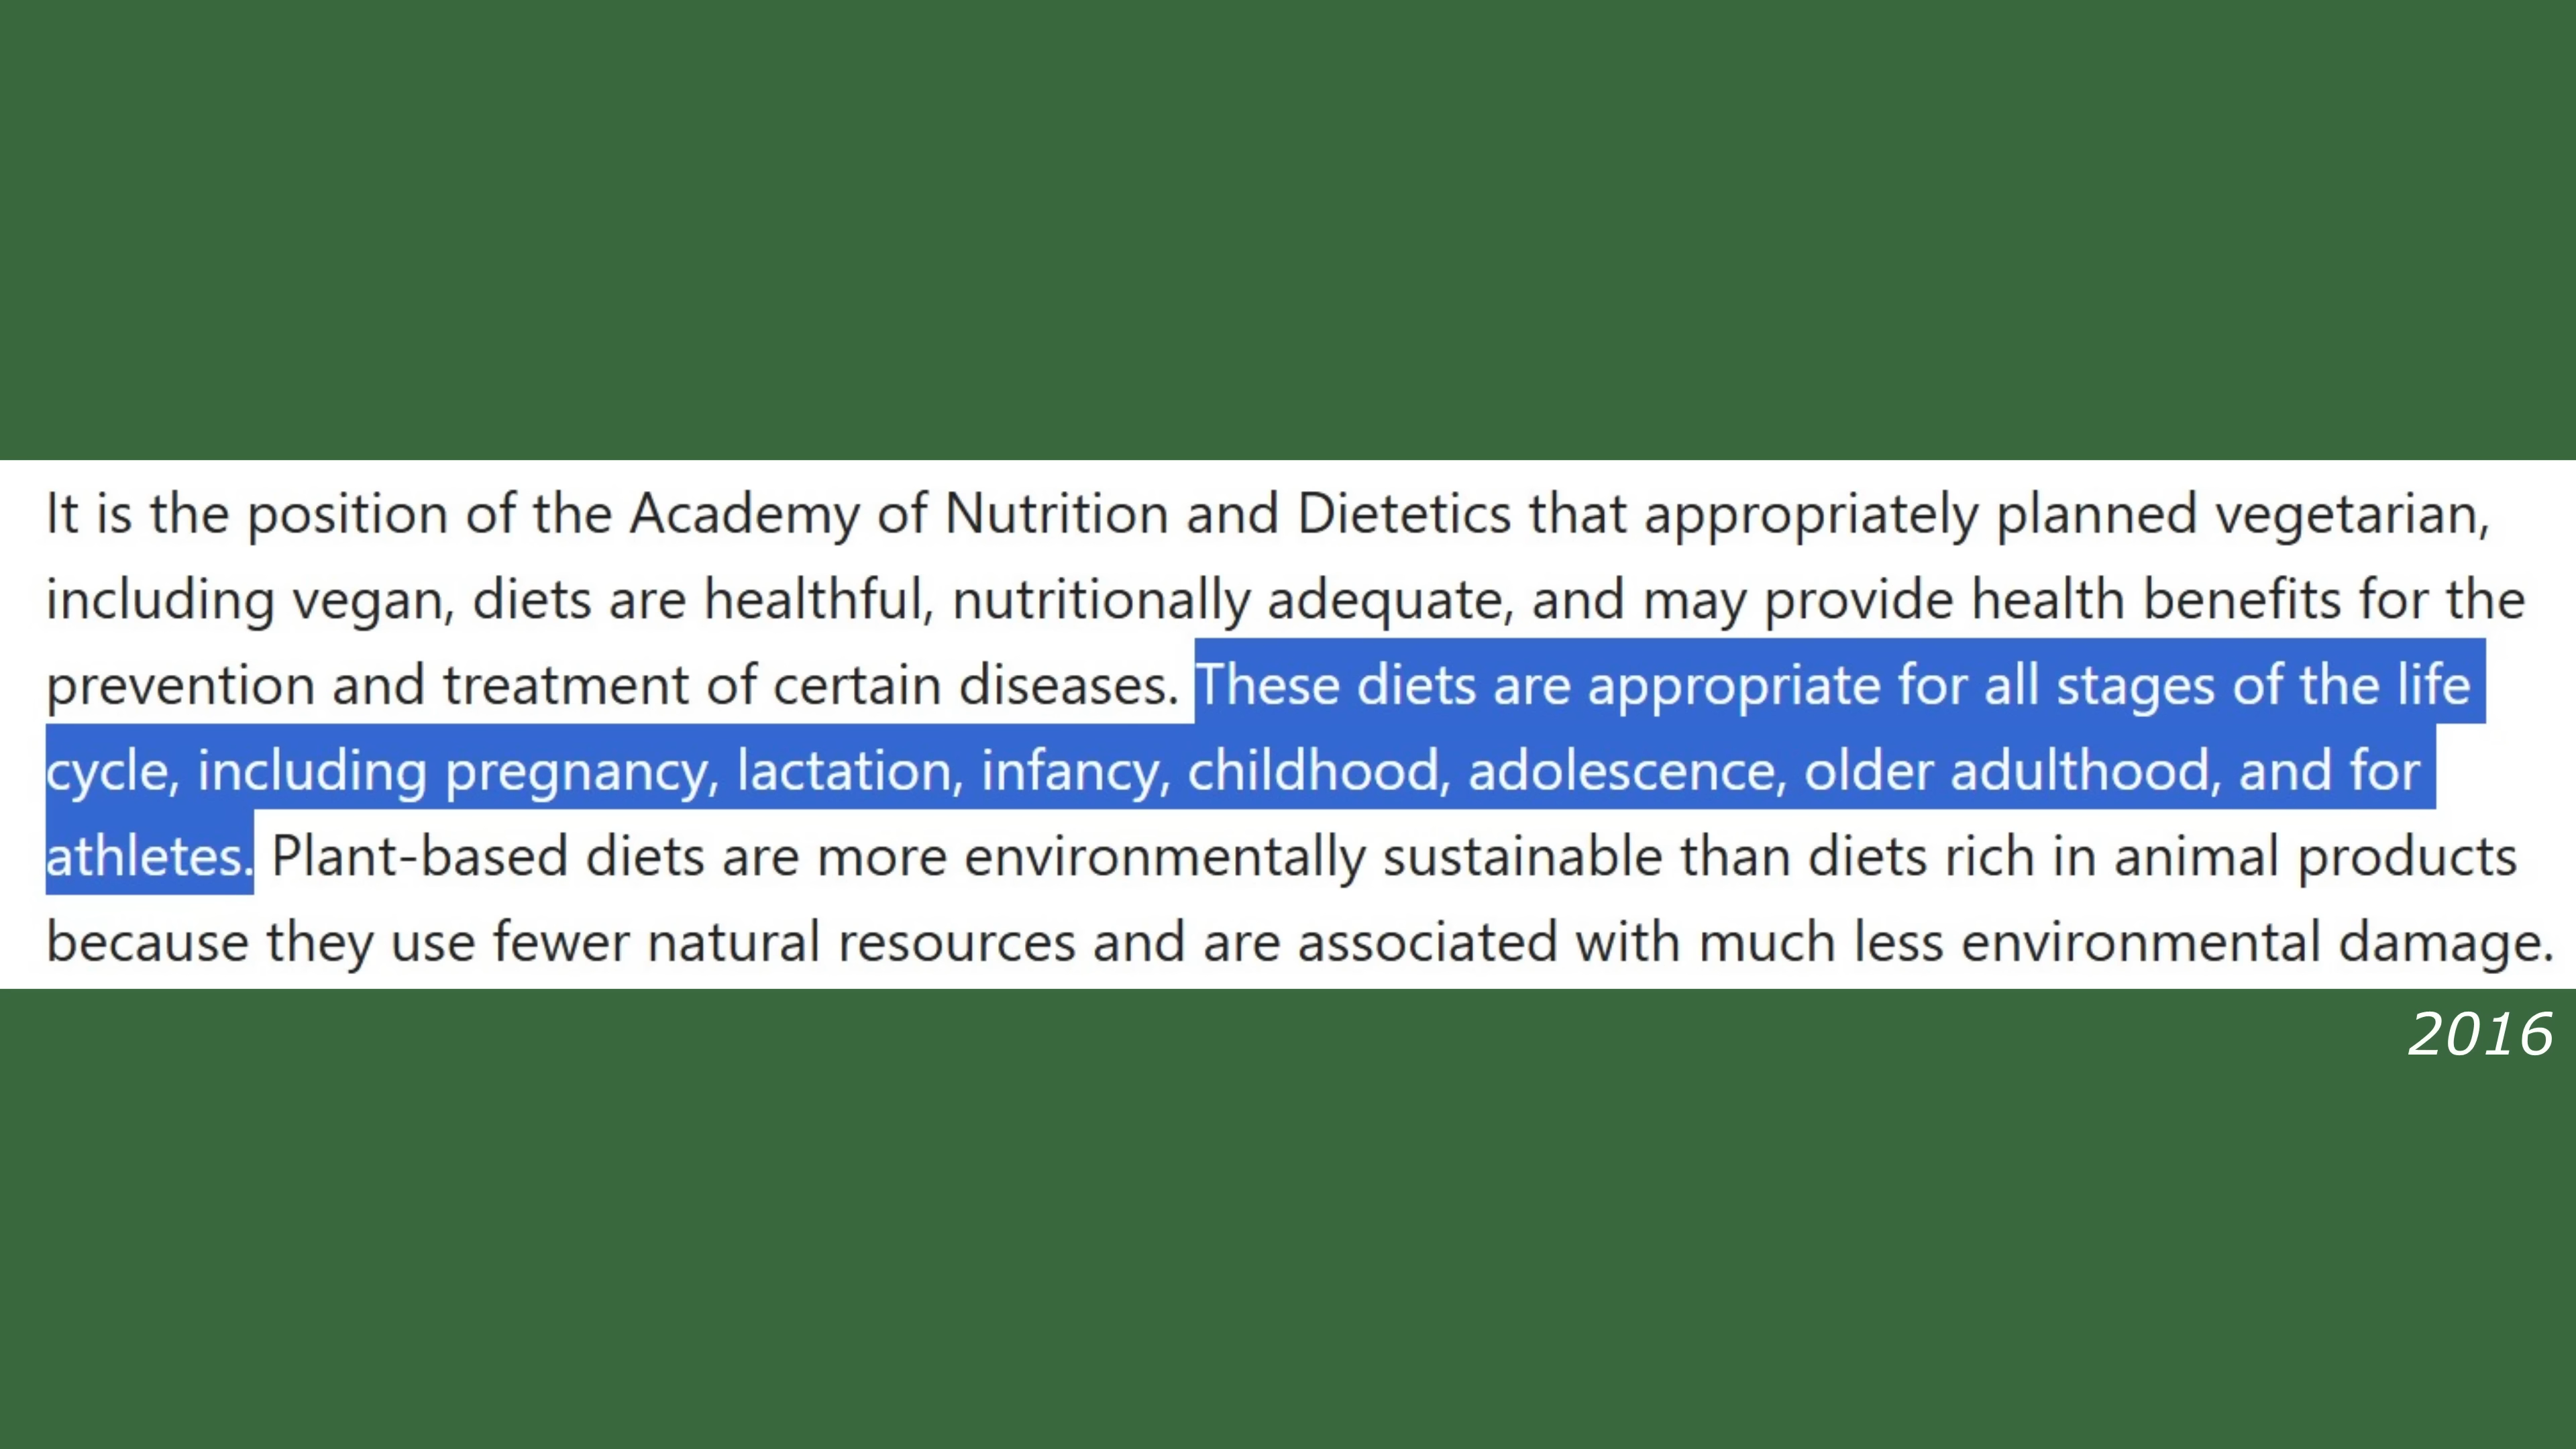 It is the position of the Academy of Nutrition and Dietetics that appropriately planned vegetarian,
including vegan, diets are healthful, nutritionally adequate, and may provide health benefits for the
prevention and treatment of certain diseases. These diets are appropriate for all stages of the life
cycle, including pregnancy, lactation, infancy, childhood, adolescence, older adulthood, and for
athletes. Plant-based diets are more environmentally sustainable than diets rich in animal products
because they use fewer natural resources and are associated with much less environmental damage.
2016